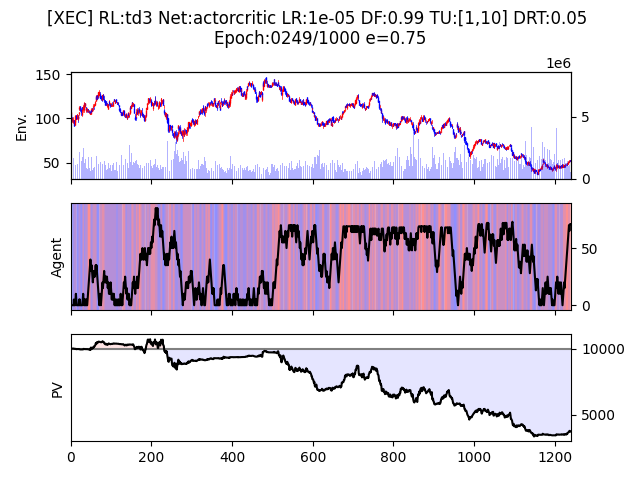 [XEC] RL:td3 Net:actorcritic LR:1e-05 DF:0.99 TU:[1,10] DRT:0.05
Epoch:0249/1000 e=0.75
1e6
150
100
50
Env.
5
0
Agent
50
0
PV
10000
5000
0 200 400 600 800 1000 1200